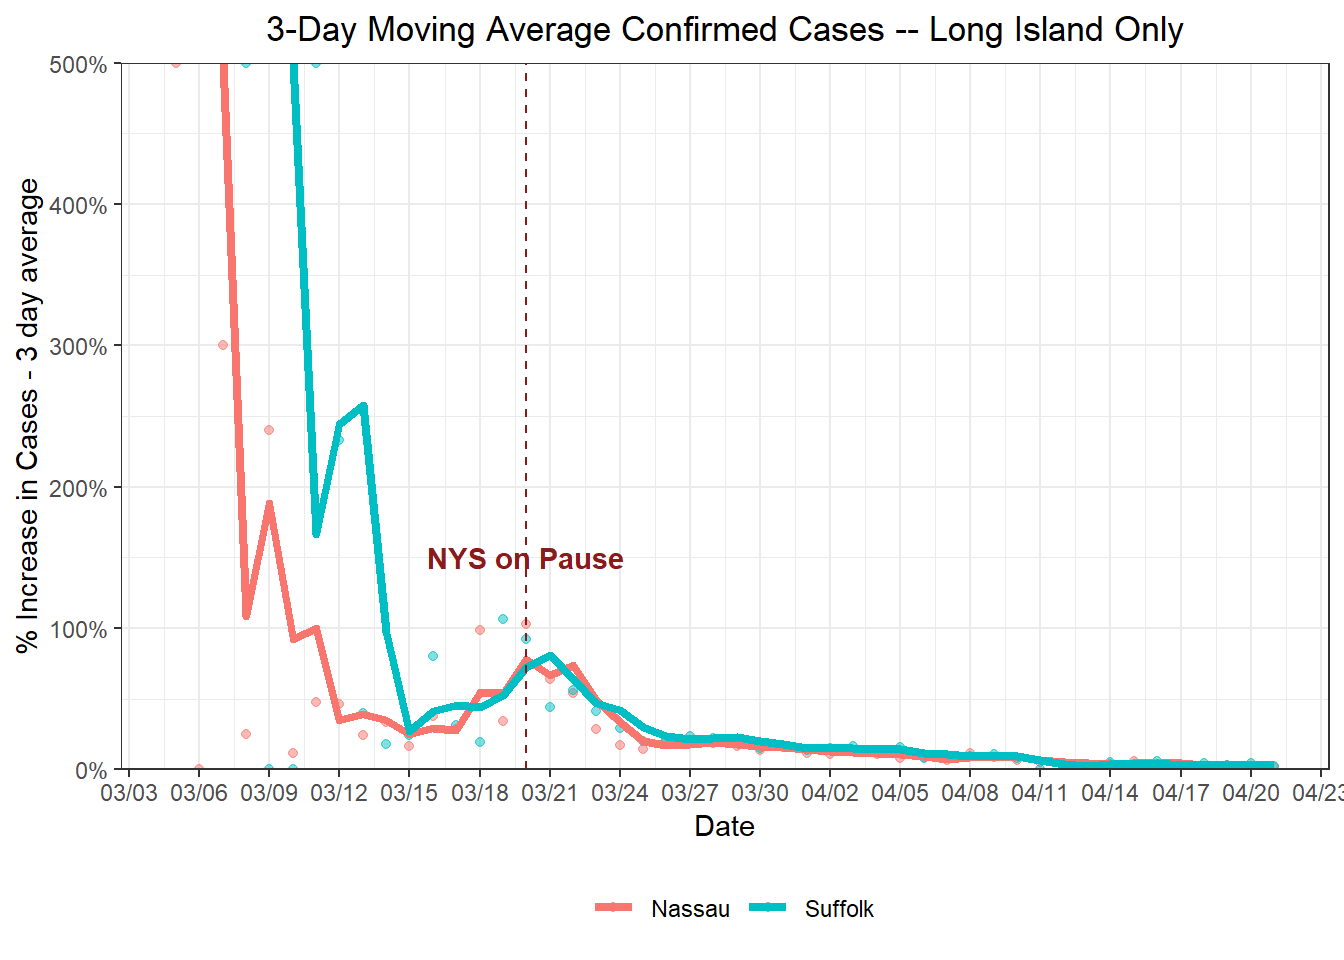 3-Day Moving Average Confirmed Cases -- Long Island Only
% Increase in Cases - 3 day average
500%
400%
300%
200%
100%
0%
NYS on Pause
03/03 03/06 03/09 03/12 03/15 03/18 03/21 03/24 03/27 03/30 04/02 04/05 04/08 04/11 04/14 04/17 04/20 04/23
Date
Nassau Suffolk